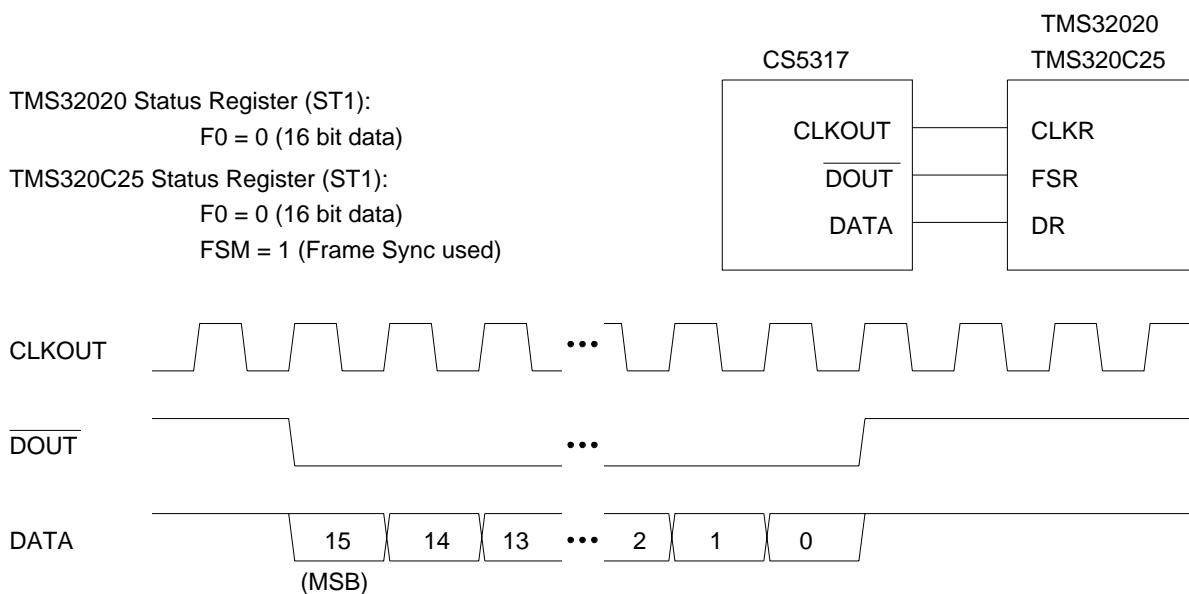 TMS32020
CS5317 TMS320C25
TMS32020 Status Register (ST1):
F0 = 0 (16 bit data)
TMS320C25 Status Register (ST1):
F0 = 0 (16 bit data)
FSM = 1 (Frame Sync used)
CLKOUT CLKR
DOUT FSR
DATA DR
CLKOUT •••
DOUT •••
DATA 15 14 13 ••• 2 1 0
(MSB)